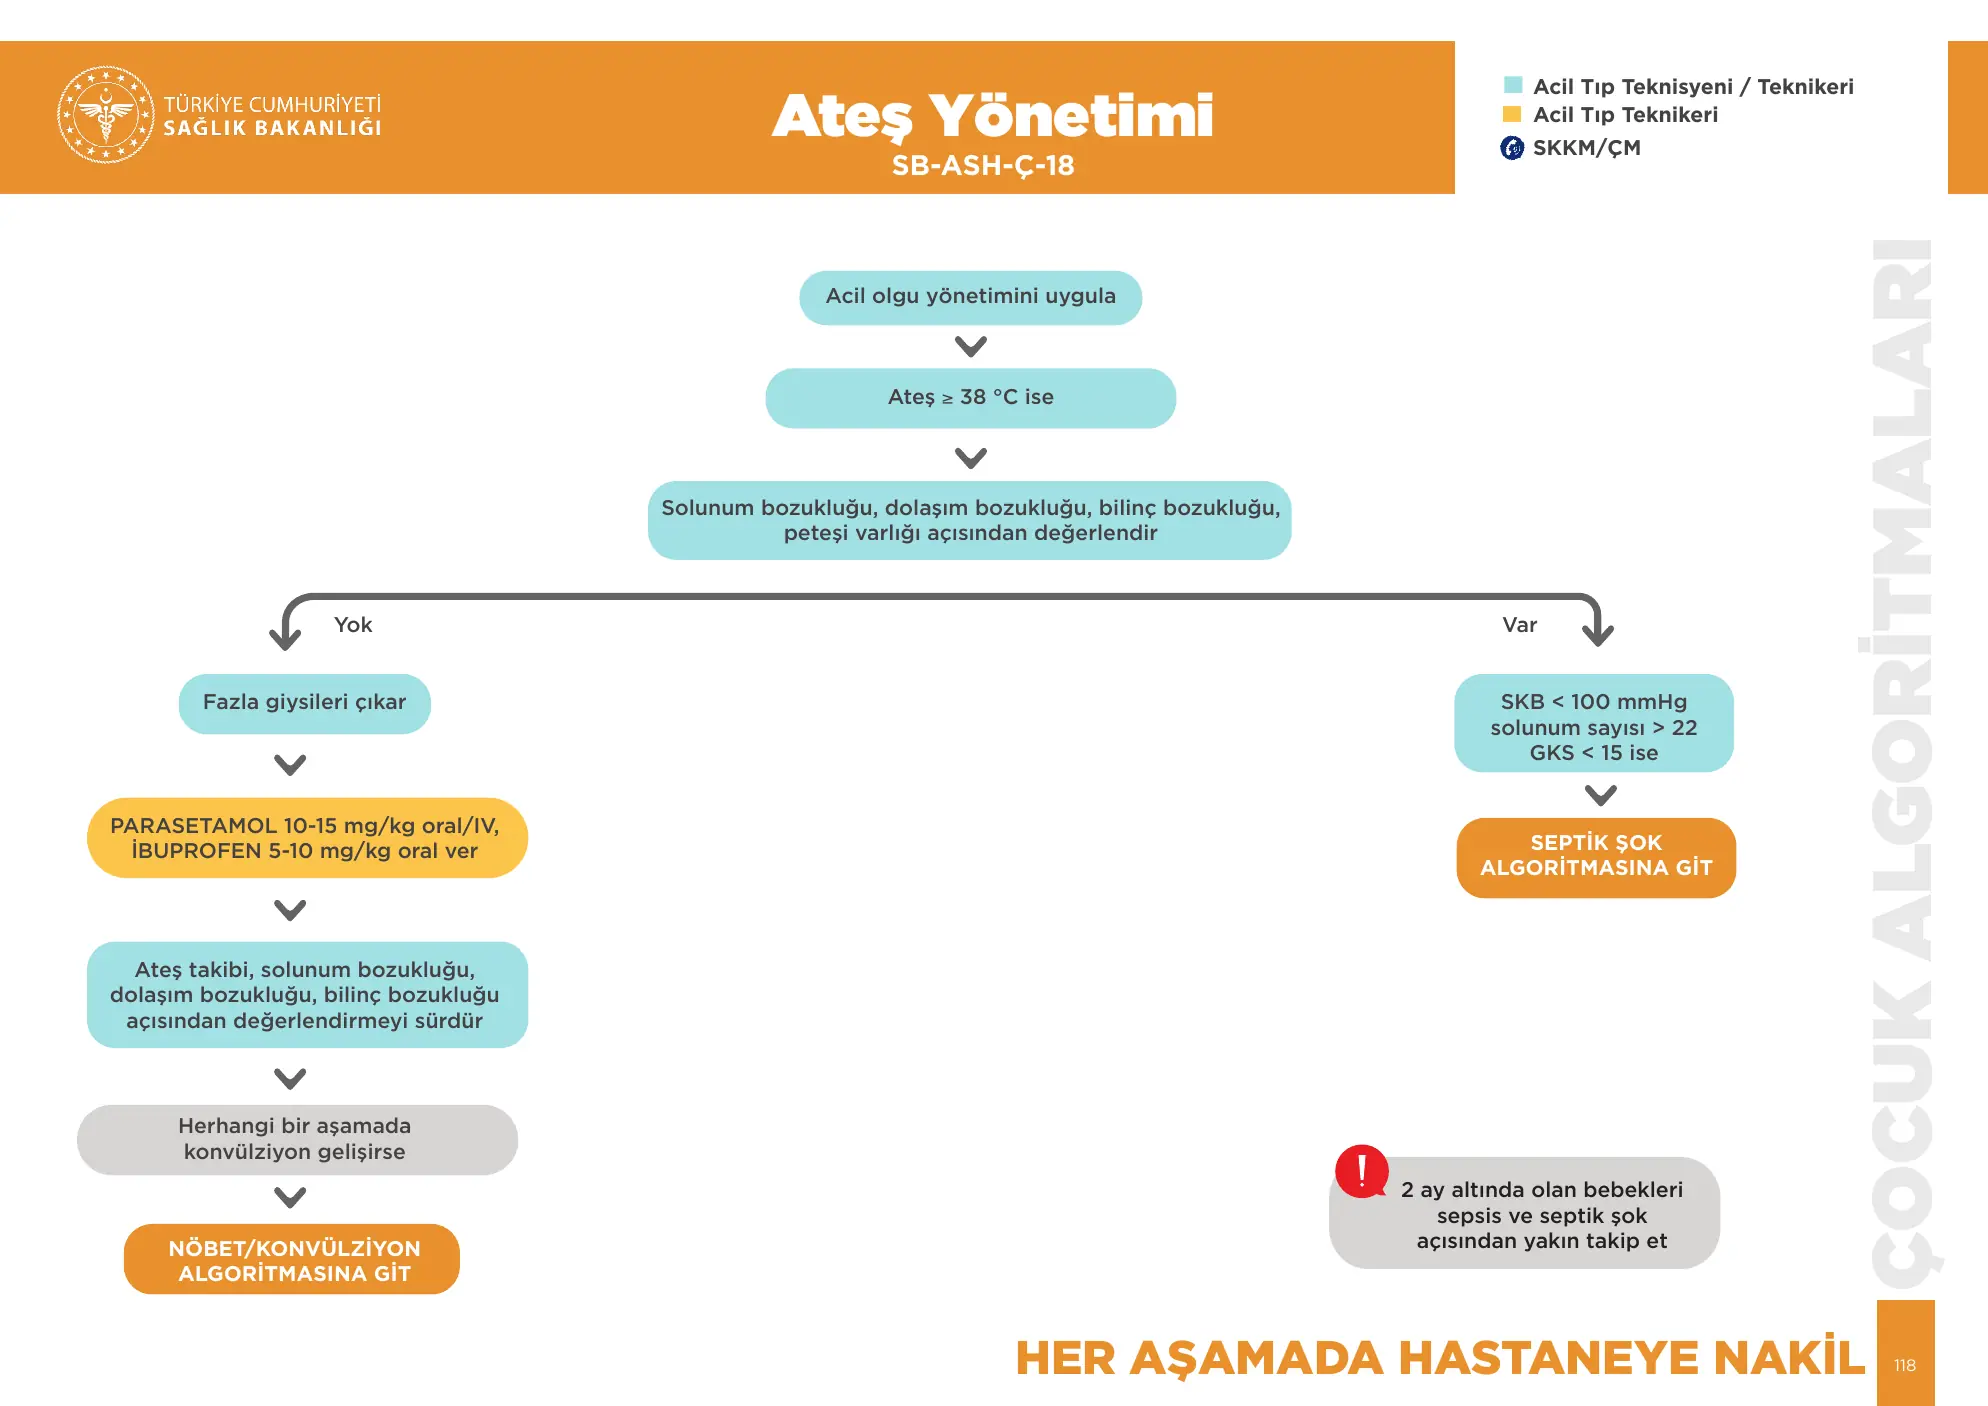 TÜRKİYE CUMHURİYETİ
SAĞLIK BAKANLIĞI
Ateş Yönetimi
SB-ASH-Ç-18
Acil Tıp Teknisyeni / Teknikeri
Acil Tıp Teknikeri
SKKM/ÇM
Acil olgu yönetimini uygula
Ateş ≥ 38 °C ise
Solunum bozukluğu, dolaşım bozukluğu, bilinç bozukluğu,
peteşi varlığı açısından değerlendir
Yok
Var
Fazla giysileri çıkar
PARASETAMOL 10-15 mg/kg oral/IV,
İBUPROFEN 5-10 mg/kg oral ver
Ateş takibi, solunum bozukluğu,
dolaşım bozukluğu, bilinç bozukluğu
açısından değerlendirmeyi sürdür
Herhangi bir aşamada
konvülziyon gelişirse
NÖBET/KONVÜLZİYON
ALGORİTMASINA GİT
SKB < 100 mmHg
solunum sayısı > 22
GKS < 15 ise
SEPTİK ŞOK
ALGORİTMASINA GİT
!
2 ay altında olan bebekleri
sepsis ve septik şok
açısından yakın takip et
ÇOCUK ALGORİTMALARI
HER AŞAMADA HASTANEYE NAKİL
118